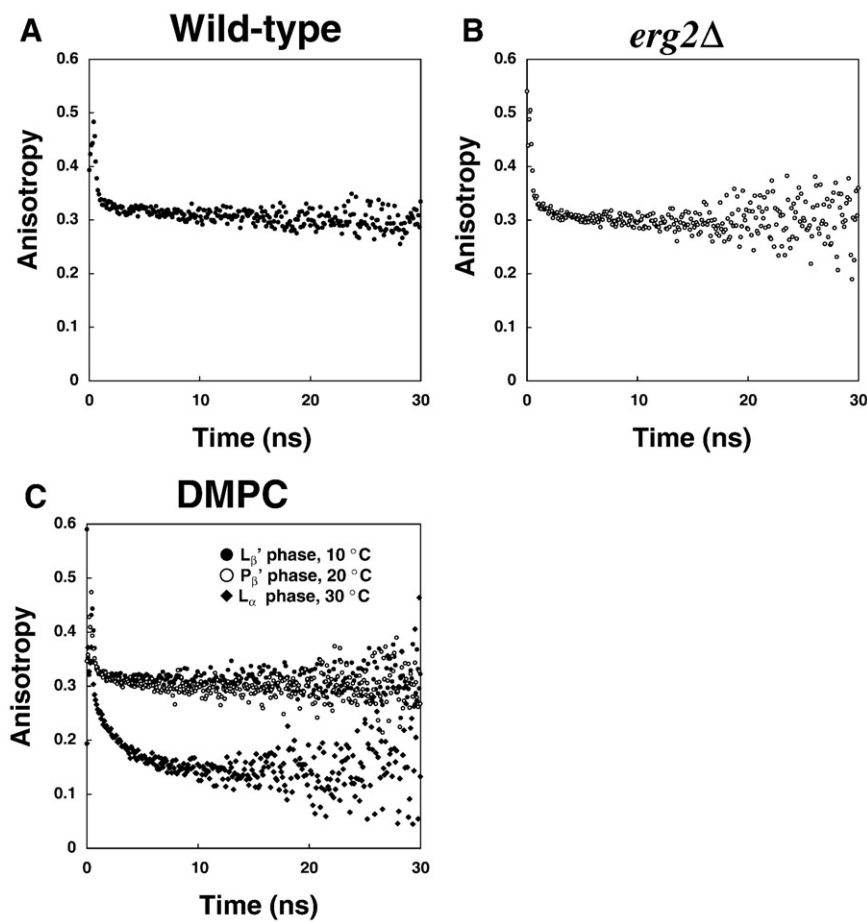 A Wild-type
Anisotropy
0.6
0.5
0.4
0.3
0.2
0.1
0
0 10 20 30
Time (ns)
B erg2Δ
Anisotropy
0.6
0.5
0.4
0.3
0.2
0.1
0
0 10 20 30
Time (ns)
C DMPC
Anisotropy
0.6
0.5
0.4
0.3
0.2
0.1
0
● Lβ' phase, 10 °C
○ Pβ' phase, 20 °C
◆ Lα phase, 30 °C
0 10 20 30
Time (ns)